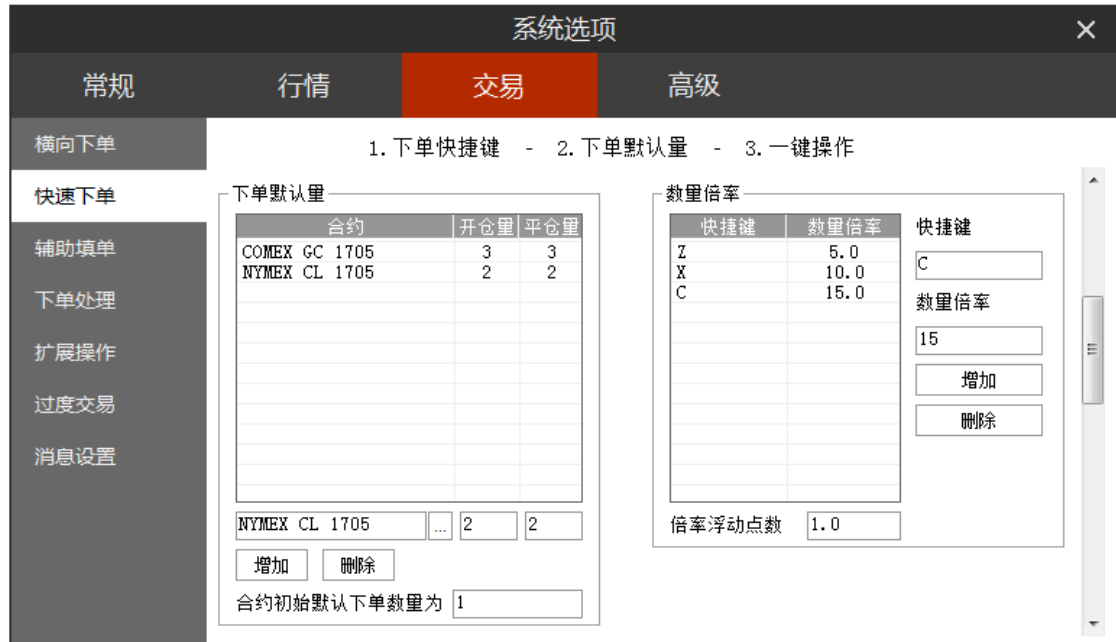 系统选项
常规 行情 交易 高级
横向下单
快速下单
辅助填单
下单处理
扩展操作
过度交易
消息设置
1.下单快捷键 - 2.下单默认量 - 3.一键操作
下单默认量
合约 开仓量 平仓量
COMEX GC 1705 3 3
NYMEX CL 1705 2 2
NYMEX CL 1705 ... 2 2
增加 删除
合约初始默认下单数量为 1
数量倍率
快捷键 数量倍率
Z 5.0
X 10.0
C 15.0
快捷键
C
数量倍率
15
增加
删除
倍率浮动点数 1.0